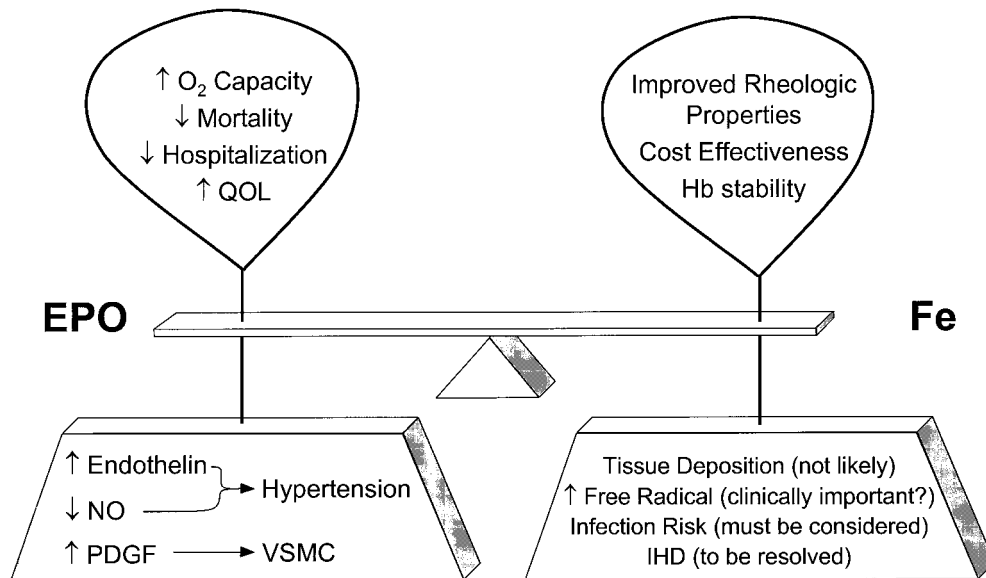 ↑ O₂ Capacity
↓ Mortality
↓ Hospitalization
↑ QOL
Improved Rheologic
Properties
Cost Effectiveness
Hb stability
EPO
Fe
↑ Endothelin
↓ NO
Hypertension
↑ PDGF → VSMC
Tissue Deposition (not likely)
↑ Free Radical (clinically important?)
Infection Risk (must be considered)
IHD (to be resolved)